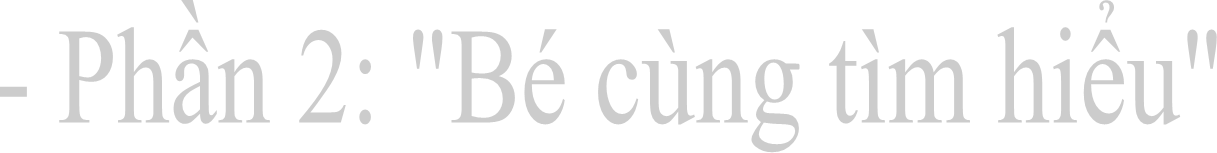 - Phần 2: "Bé cùng tìm hiểu"